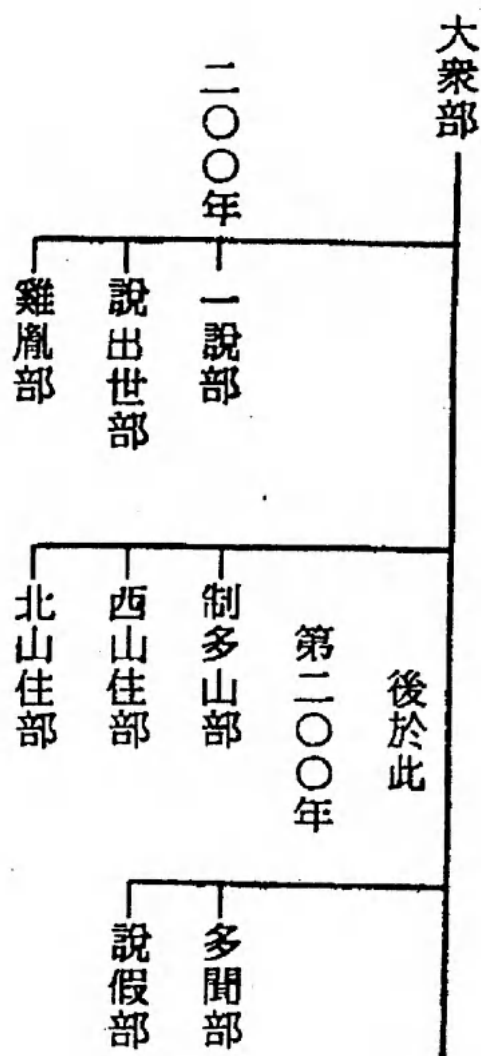 大衆部
二〇〇年
一說部
說出世部
雞胤部
後於此
第二〇〇年
制多山部
西山住部
北山住部
多聞部
說假部